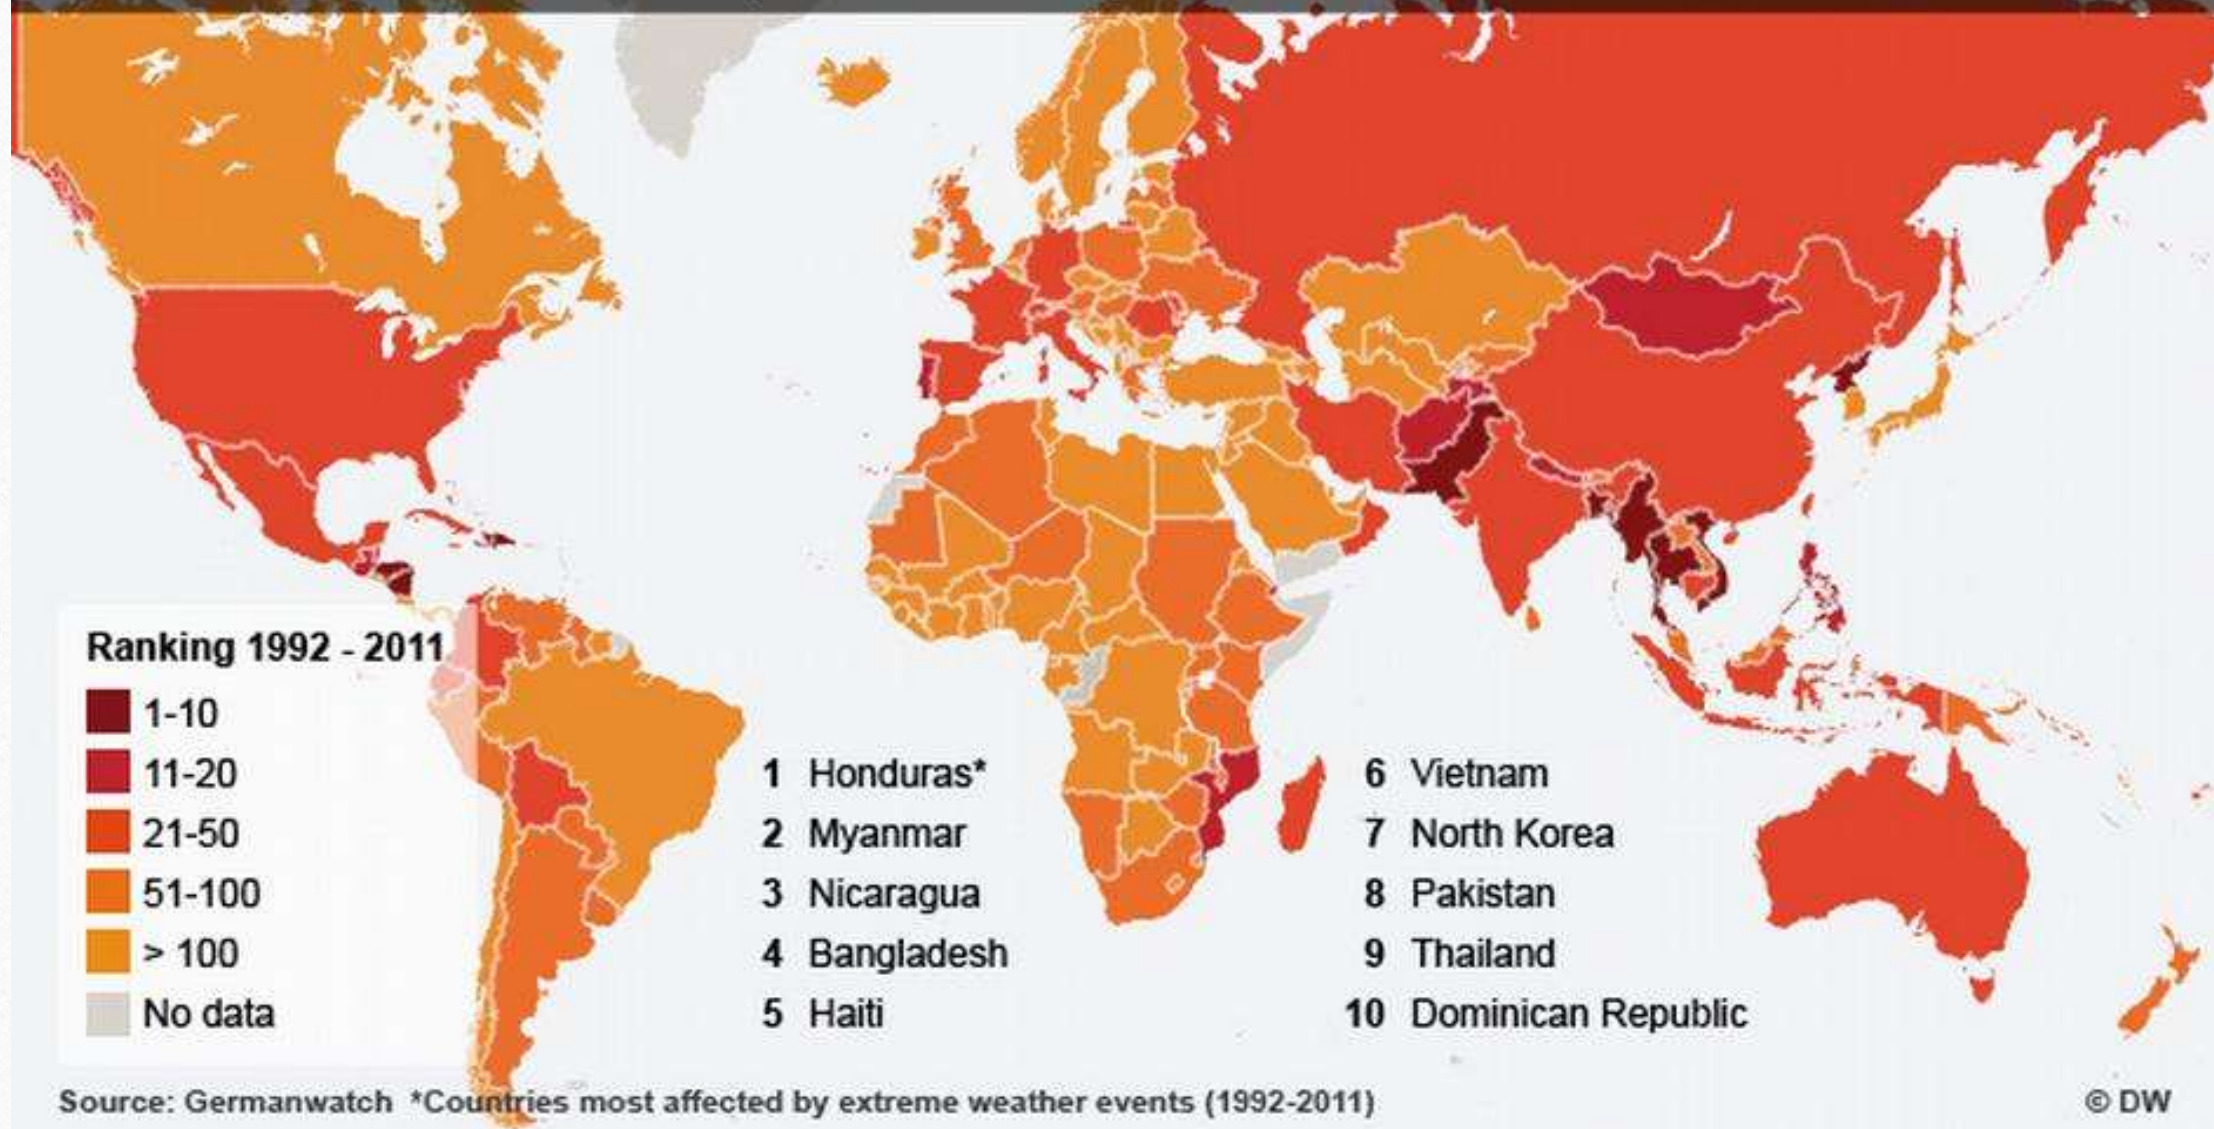 Ranking 1992 - 2011
1-10
11-20
21-50
51-100
> 100
No data
1 Honduras*
2 Myanmar
3 Nicaragua
4 Bangladesh
5 Haiti
6 Vietnam
7 North Korea
8 Pakistan
9 Thailand
10 Dominican Republic
Source: Germanwatch *Countries most affected by extreme weather events (1992-2011)
© DW